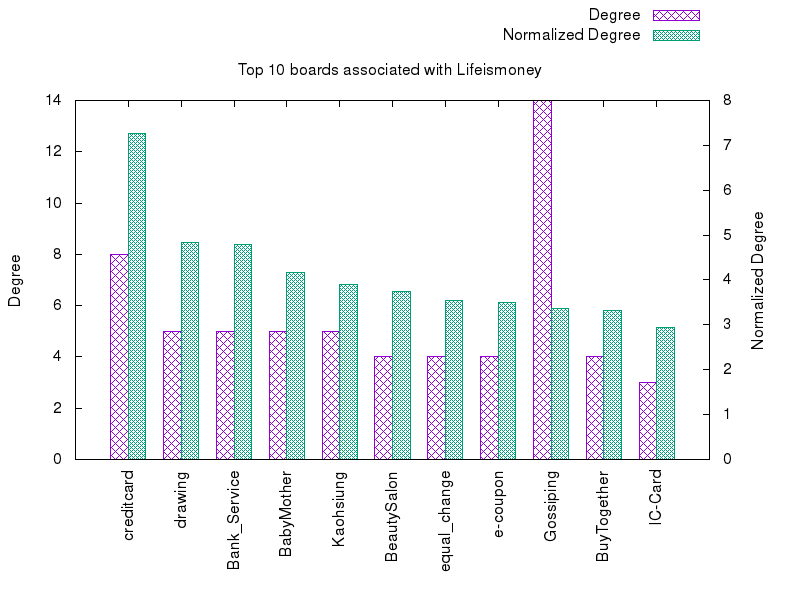 Degree
Normalized Degree
Top 10 boards associated with Lifeismoney
14
12
10
8
6
4
2
0
Degree
8
7
6
5
4
3
2
1
0
Normalized Degree
creditcard
drawing
Bank_Service
BabyMother
Kaohsiung
BeautySalon
equal_change
e-coupon
Gossiping
BuyTogether
IC-Card